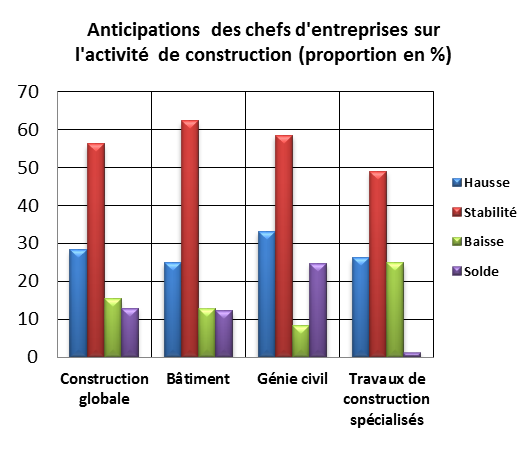 Anticipations des chefs d'entreprises sur
l'activité de construction (proportion en %)
70
60
50
40
30
20
10
0
Hausse
Stabilité
Baisse
Solde
Construction
globale
Bâtiment
Génie civil
Travaux de
construction
spécialisés